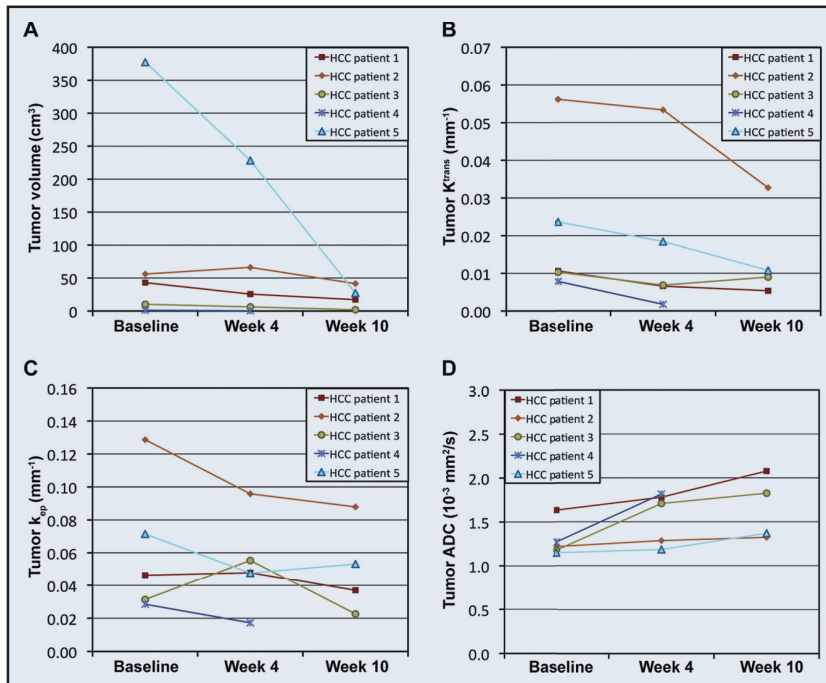 A
Tumor volume (cm³)
400
350
300
250
200
150
100
50
0
Baseline
Week 4
Week 10
HCC patient 1
HCC patient 2
HCC patient 3
HCC patient 4
HCC patient 5
B
Tumor Kᵗʳᵃⁿˢ (mm⁻¹)
0.07
0.06
0.05
0.04
0.03
0.02
0.01
0.00
Baseline
Week 4
Week 10
HCC patient 1
HCC patient 2
HCC patient 3
HCC patient 4
HCC patient 5
C
Tumor kₑₚ (mm⁻¹)
0.16
0.14
0.12
0.10
0.08
0.06
0.04
0.02
0.00
Baseline
Week 4
Week 10
HCC patient 1
HCC patient 2
HCC patient 3
HCC patient 4
HCC patient 5
D
Tumor ADC (10⁻³ mm²/s)
3.0
2.5
2.0
1.5
1.0
0.5
0.0
Baseline
Week 4
Week 10
HCC patient 1
HCC patient 2
HCC patient 3
HCC patient 4
HCC patient 5